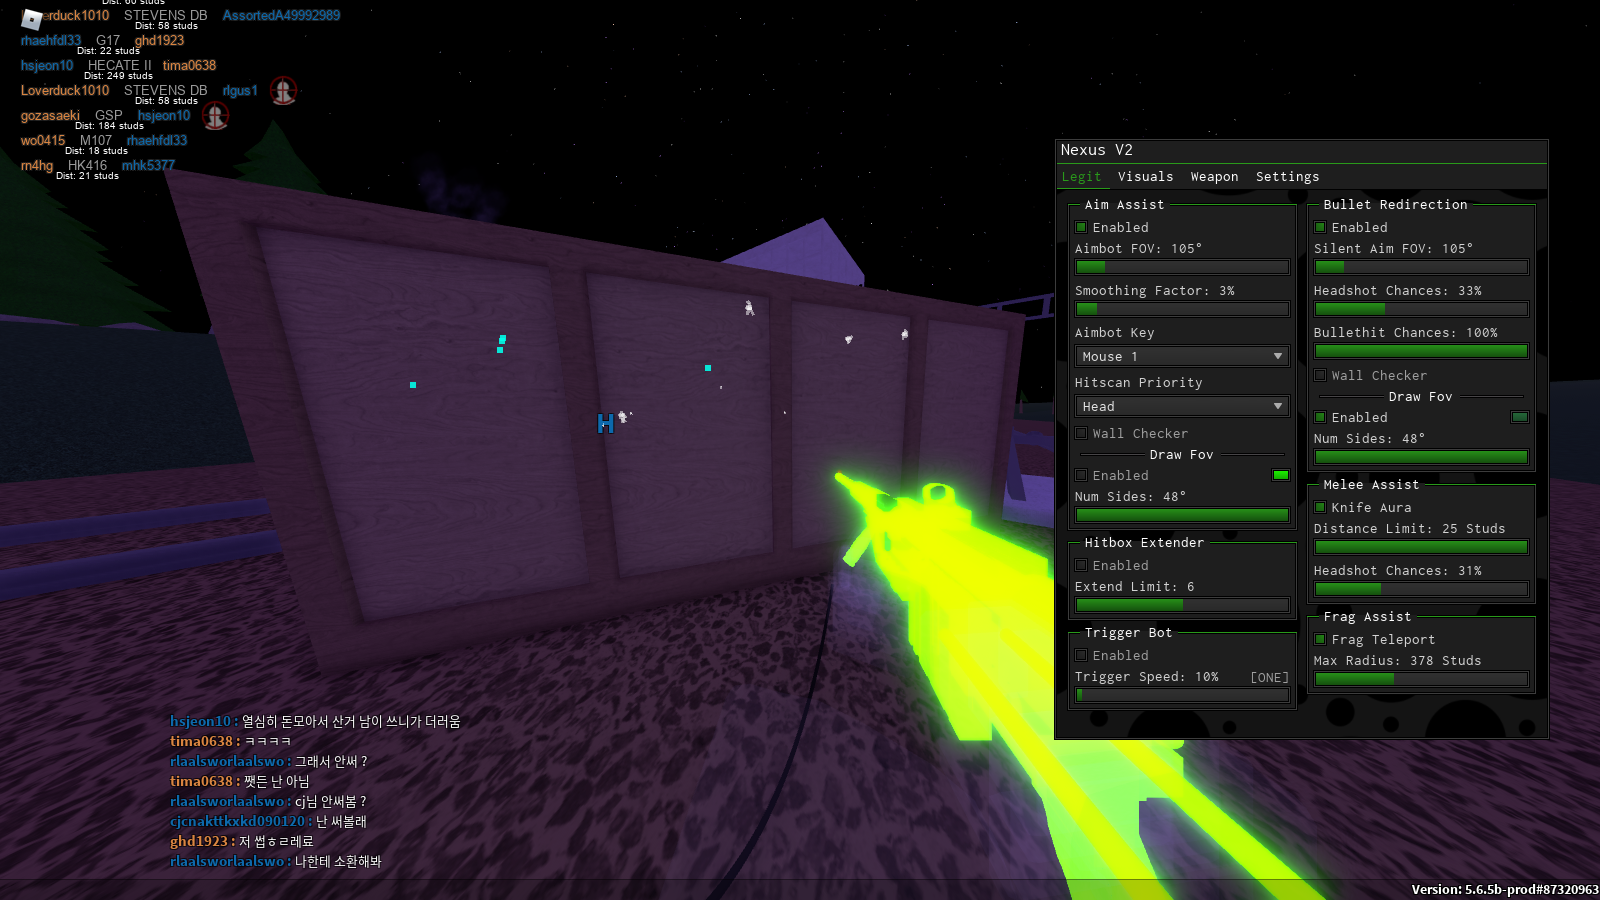 Dist: 60 studs
erduck1010 STEVENS DB AssortedA49992989
Dist: 58 studs
rhaehfdl33 G17 ghd1923
Dist: 22 studs
hsjeon10 HECATE II tima0638
Dist: 249 studs
Loverduck1010 STEVENS DB rlgus1
Dist: 58 studs
gozasaeki GSP hsjeon10
Dist: 184 studs
wo0415 M107 rhaehfdl33
Dist: 18 studs
rn4hg HK416 mhk5377
Dist: 21 studs
H
hsjeon10 : 열심히 돈모아서 산거 남이 쓰니가 더러움
tima0638 : ㅋㅋㅋㅋ
rlaalsworlaalswo : 그래서 안써 ?
tima0638 : 쨋든 난 아님
rlaalsworlaalswo : cj님 안써봄 ?
cjcnakttkxkd090120 : 난 써볼래
ghd1923 : 저 썹ㅎㄹ레료
rlaalsworlaalswo : 나한테 소환해봐
Nexus V2
Legit Visuals Weapon Settings
Aim Assist
Enabled
Aimbot FOV: 105°
Smoothing Factor: 3%
Aimbot Key
Mouse 1
Hitscan Priority
Head
Wall Checker
Draw Fov
Enabled
Num Sides: 48°
Hitbox Extender
Enabled
Extend Limit: 6
Trigger Bot
Enabled
Trigger Speed: 10% [ONE]
Bullet Redirection
Enabled
Silent Aim FOV: 105°
Headshot Chances: 33%
Bullethit Chances: 100%
Wall Checker
Draw Fov
Enabled
Num Sides: 48°
Melee Assist
Knife Aura
Distance Limit: 25 Studs
Headshot Chances: 31%
Frag Assist
Frag Teleport
Max Radius: 378 Studs
Version: 5.6.5b-prod#87320963